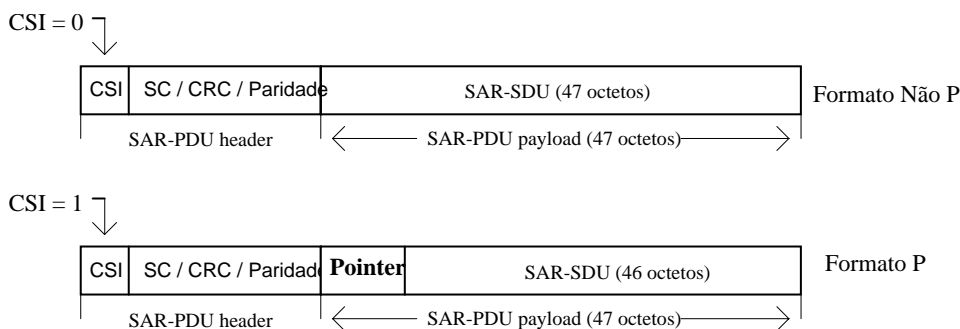 CSI = 0
CSI SC / CRC / Paridade SAR-SDU (47 octetos) Formato Não P
SAR-PDU header SAR-PDU payload (47 octetos)
CSI = 1
CSI SC / CRC / Paridade Pointer SAR-SDU (46 octetos) Formato P
SAR-PDU header SAR-PDU payload (47 octetos)